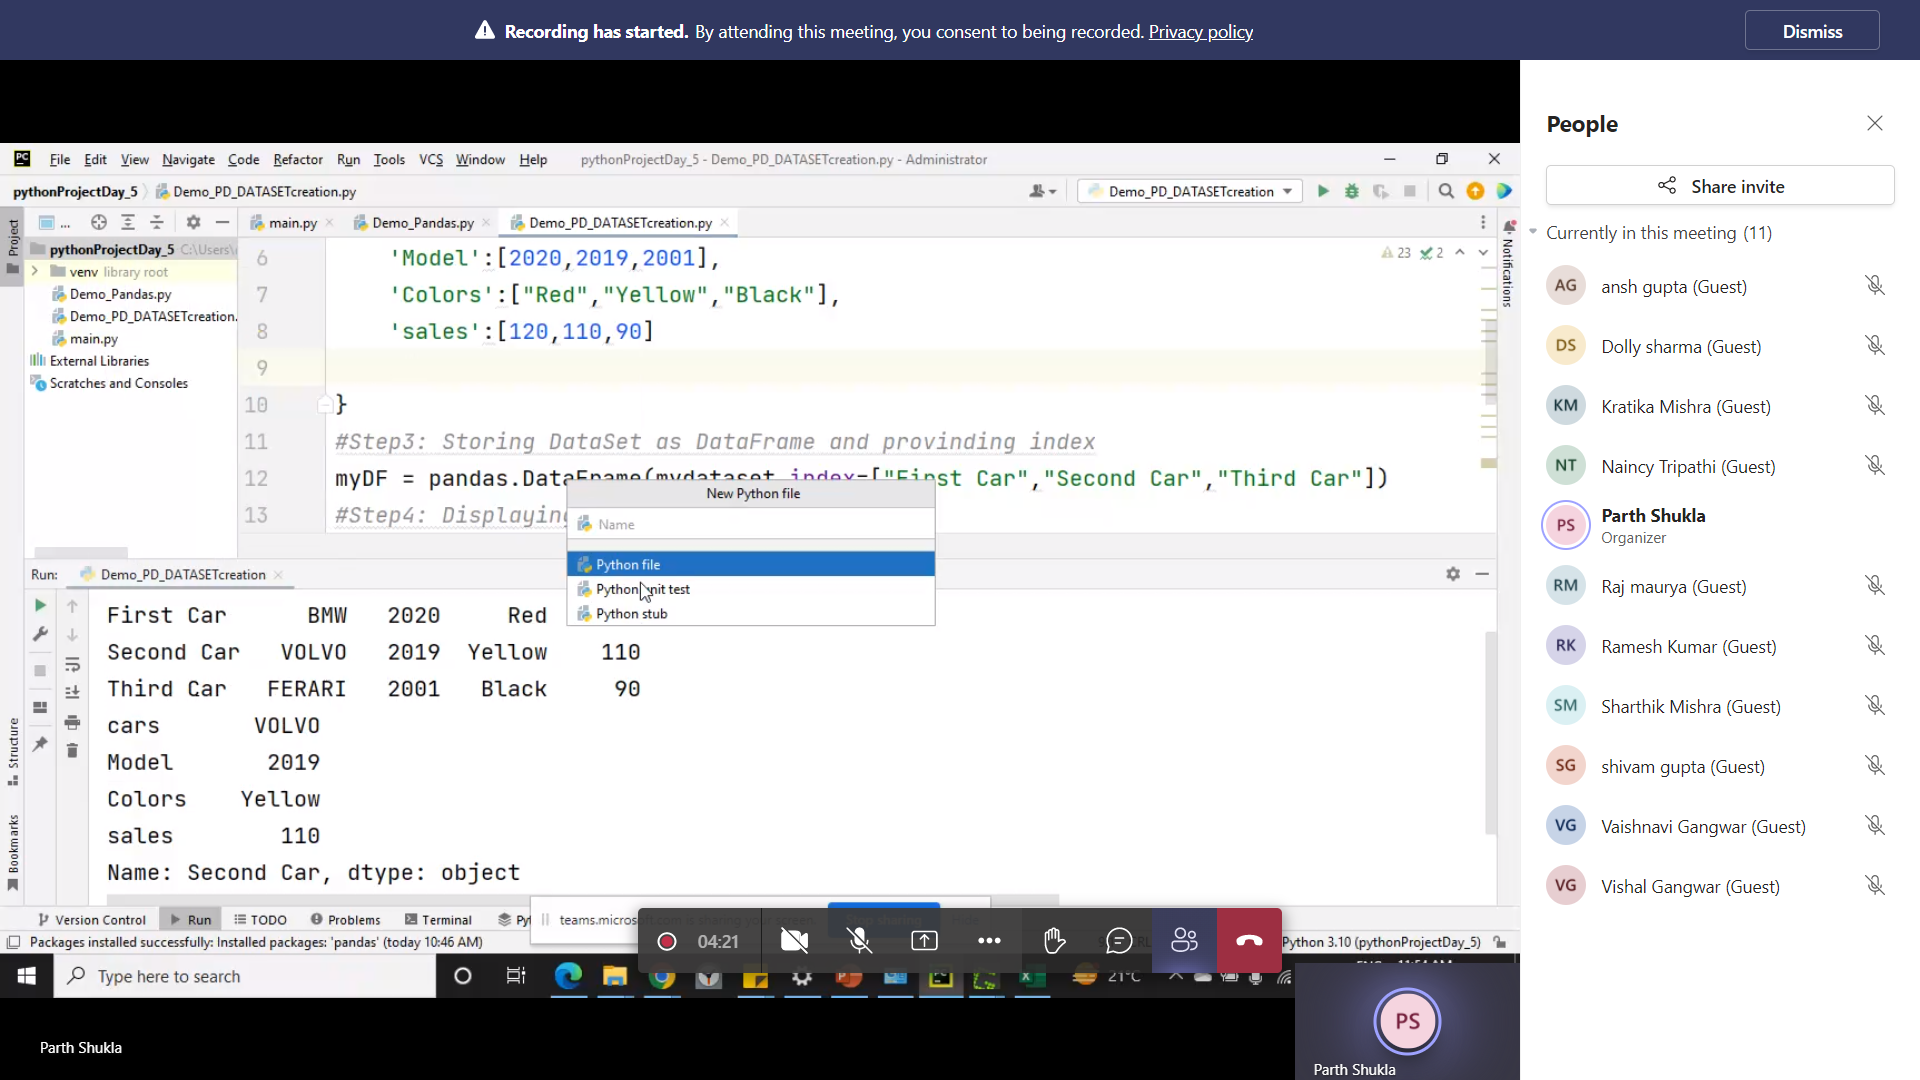 Recording has started. By attending this meeting, you consent to being recorded. Privacy policy
Dismiss
PC File Edit View Navigate Code Refactor Run Tools VCS Window Help pythonProjectDay_5 - Demo_PD_DATASETcreation.py - Administrator
pythonProjectDay_5 Demo_PD_DATASETcreation.py
Demo_PD_DATASETcreation
Project
...
main.py Demo_Pandas.py Demo_PD_DATASETcreation.py
Notifications
pythonProjectDay_5 C:\Users\
venv library root
Demo_Pandas.py
Demo_PD_DATASETcreation.
main.py
External Libraries
Scratches and Consoles
23 2
6 'Model':[2020,2019,2001],
7 'Colors':["Red","Yellow","Black"],
8 'sales':[120,110,90]
9
10 }
11 #Step3: Storing DataSet as DataFrame and provinding index
12 myDF = pandas.DataFrame(mydataset,index=["First Car","Second Car","Third Car"])
13 #Step4: Displaying
New Python file
Name
Python file
Python unit test
Python stub
Run: Demo_PD_DATASETcreation
First Car BMW 2020 Red
Second Car VOLVO 2019 Yellow 110
Third Car FERARI 2001 Black 90
cars VOLVO
Model 2019
Colors Yellow
sales 110
Name: Second Car, dtype: object
Structure
Bookmarks
Version Control Run TODO Problems Terminal Py
teams.microsoft.com is sharing your screen. Stop sharing Hide
Packages installed successfully: Installed packages: 'pandas' (today 10:46 AM)
Python 3.10 (pythonProjectDay_5)
04:21
Type here to search
21°C
Parth Shukla
PS
Parth Shukla
People
Share invite
Currently in this meeting (11)
AG ansh gupta (Guest)
DS Dolly sharma (Guest)
KM Kratika Mishra (Guest)
NT Naincy Tripathi (Guest)
PS Parth Shukla
Organizer
RM Raj maurya (Guest)
RK Ramesh Kumar (Guest)
SM Sharthik Mishra (Guest)
SG shivam gupta (Guest)
VG Vaishnavi Gangwar (Guest)
VG Vishal Gangwar (Guest)